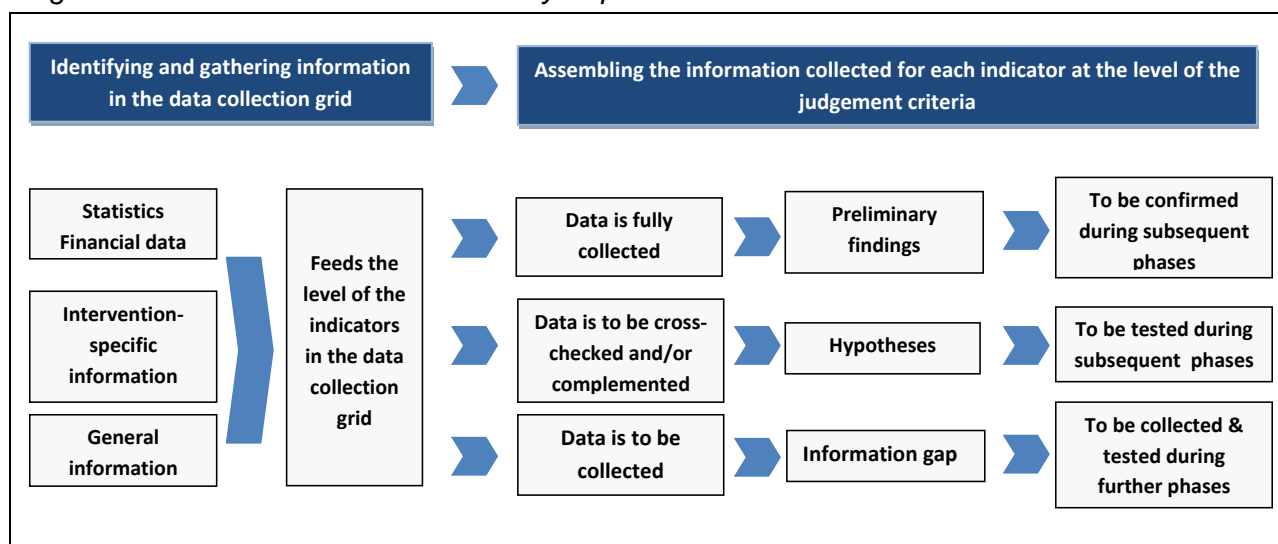 Identifying and gathering information
in the data collection grid
Assembling the information collected for each indicator at the level of the
judgement criteria
Statistics
Financial data
Intervention-
specific
information
General
information
Feeds the
level of the
indicators
in the data
collection
grid
Data is fully
collected
Preliminary
findings
To be confirmed
during subsequent
phases
Data is to be cross-
checked and/or
complemented
Hypotheses
To be tested during
subsequent phases
Data is to be
collected
Information gap
To be collected &
tested during
further phases